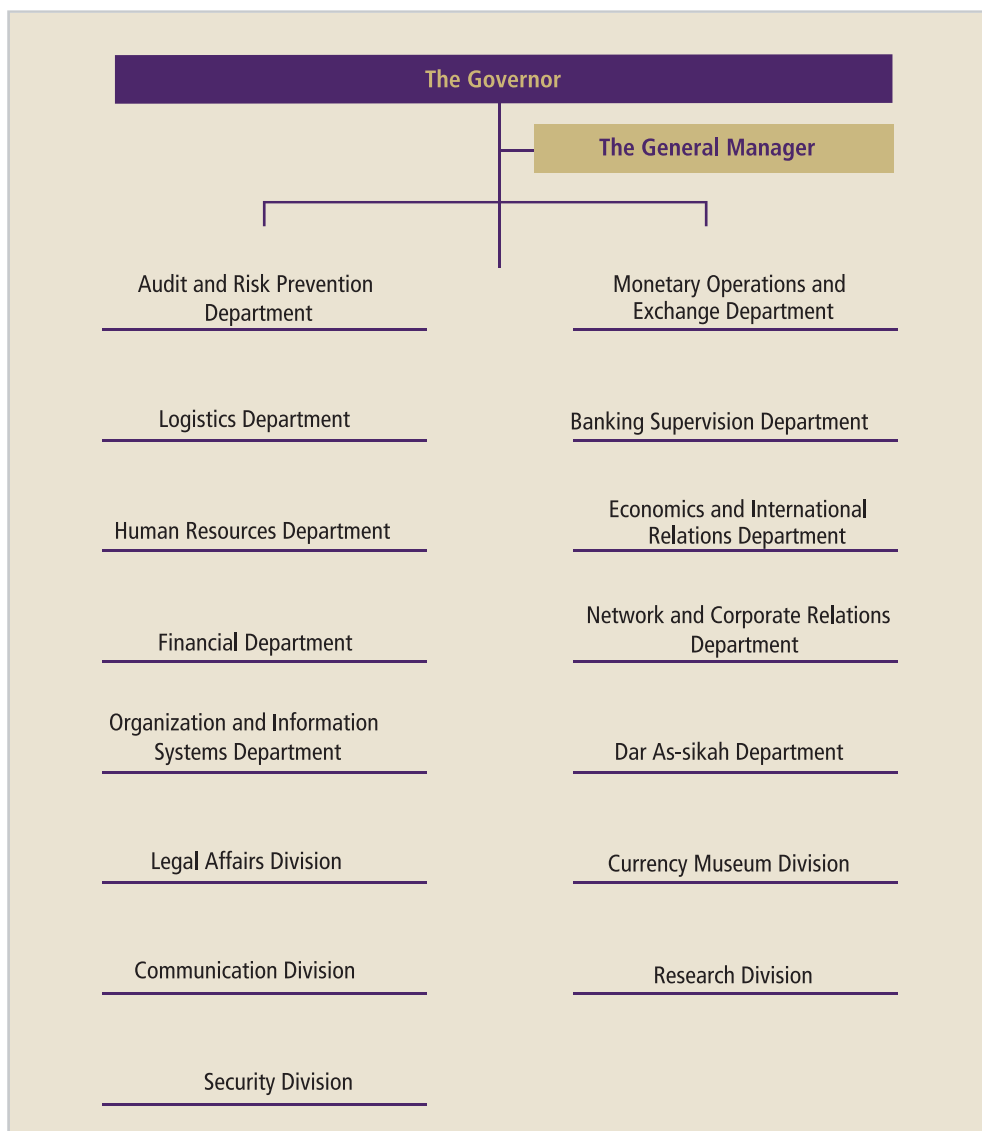 The Governor
The General Manager
Audit and Risk Prevention
Department
Logistics Department
Human Resources Department
Financial Department
Organization and Information
Systems Department
Legal Affairs Division
Communication Division
Security Division
Monetary Operations and
Exchange Department
Banking Supervision Department
Economics and International
Relations Department
Network and Corporate Relations
Department
Dar As-sikah Department
Currency Museum Division
Research Division